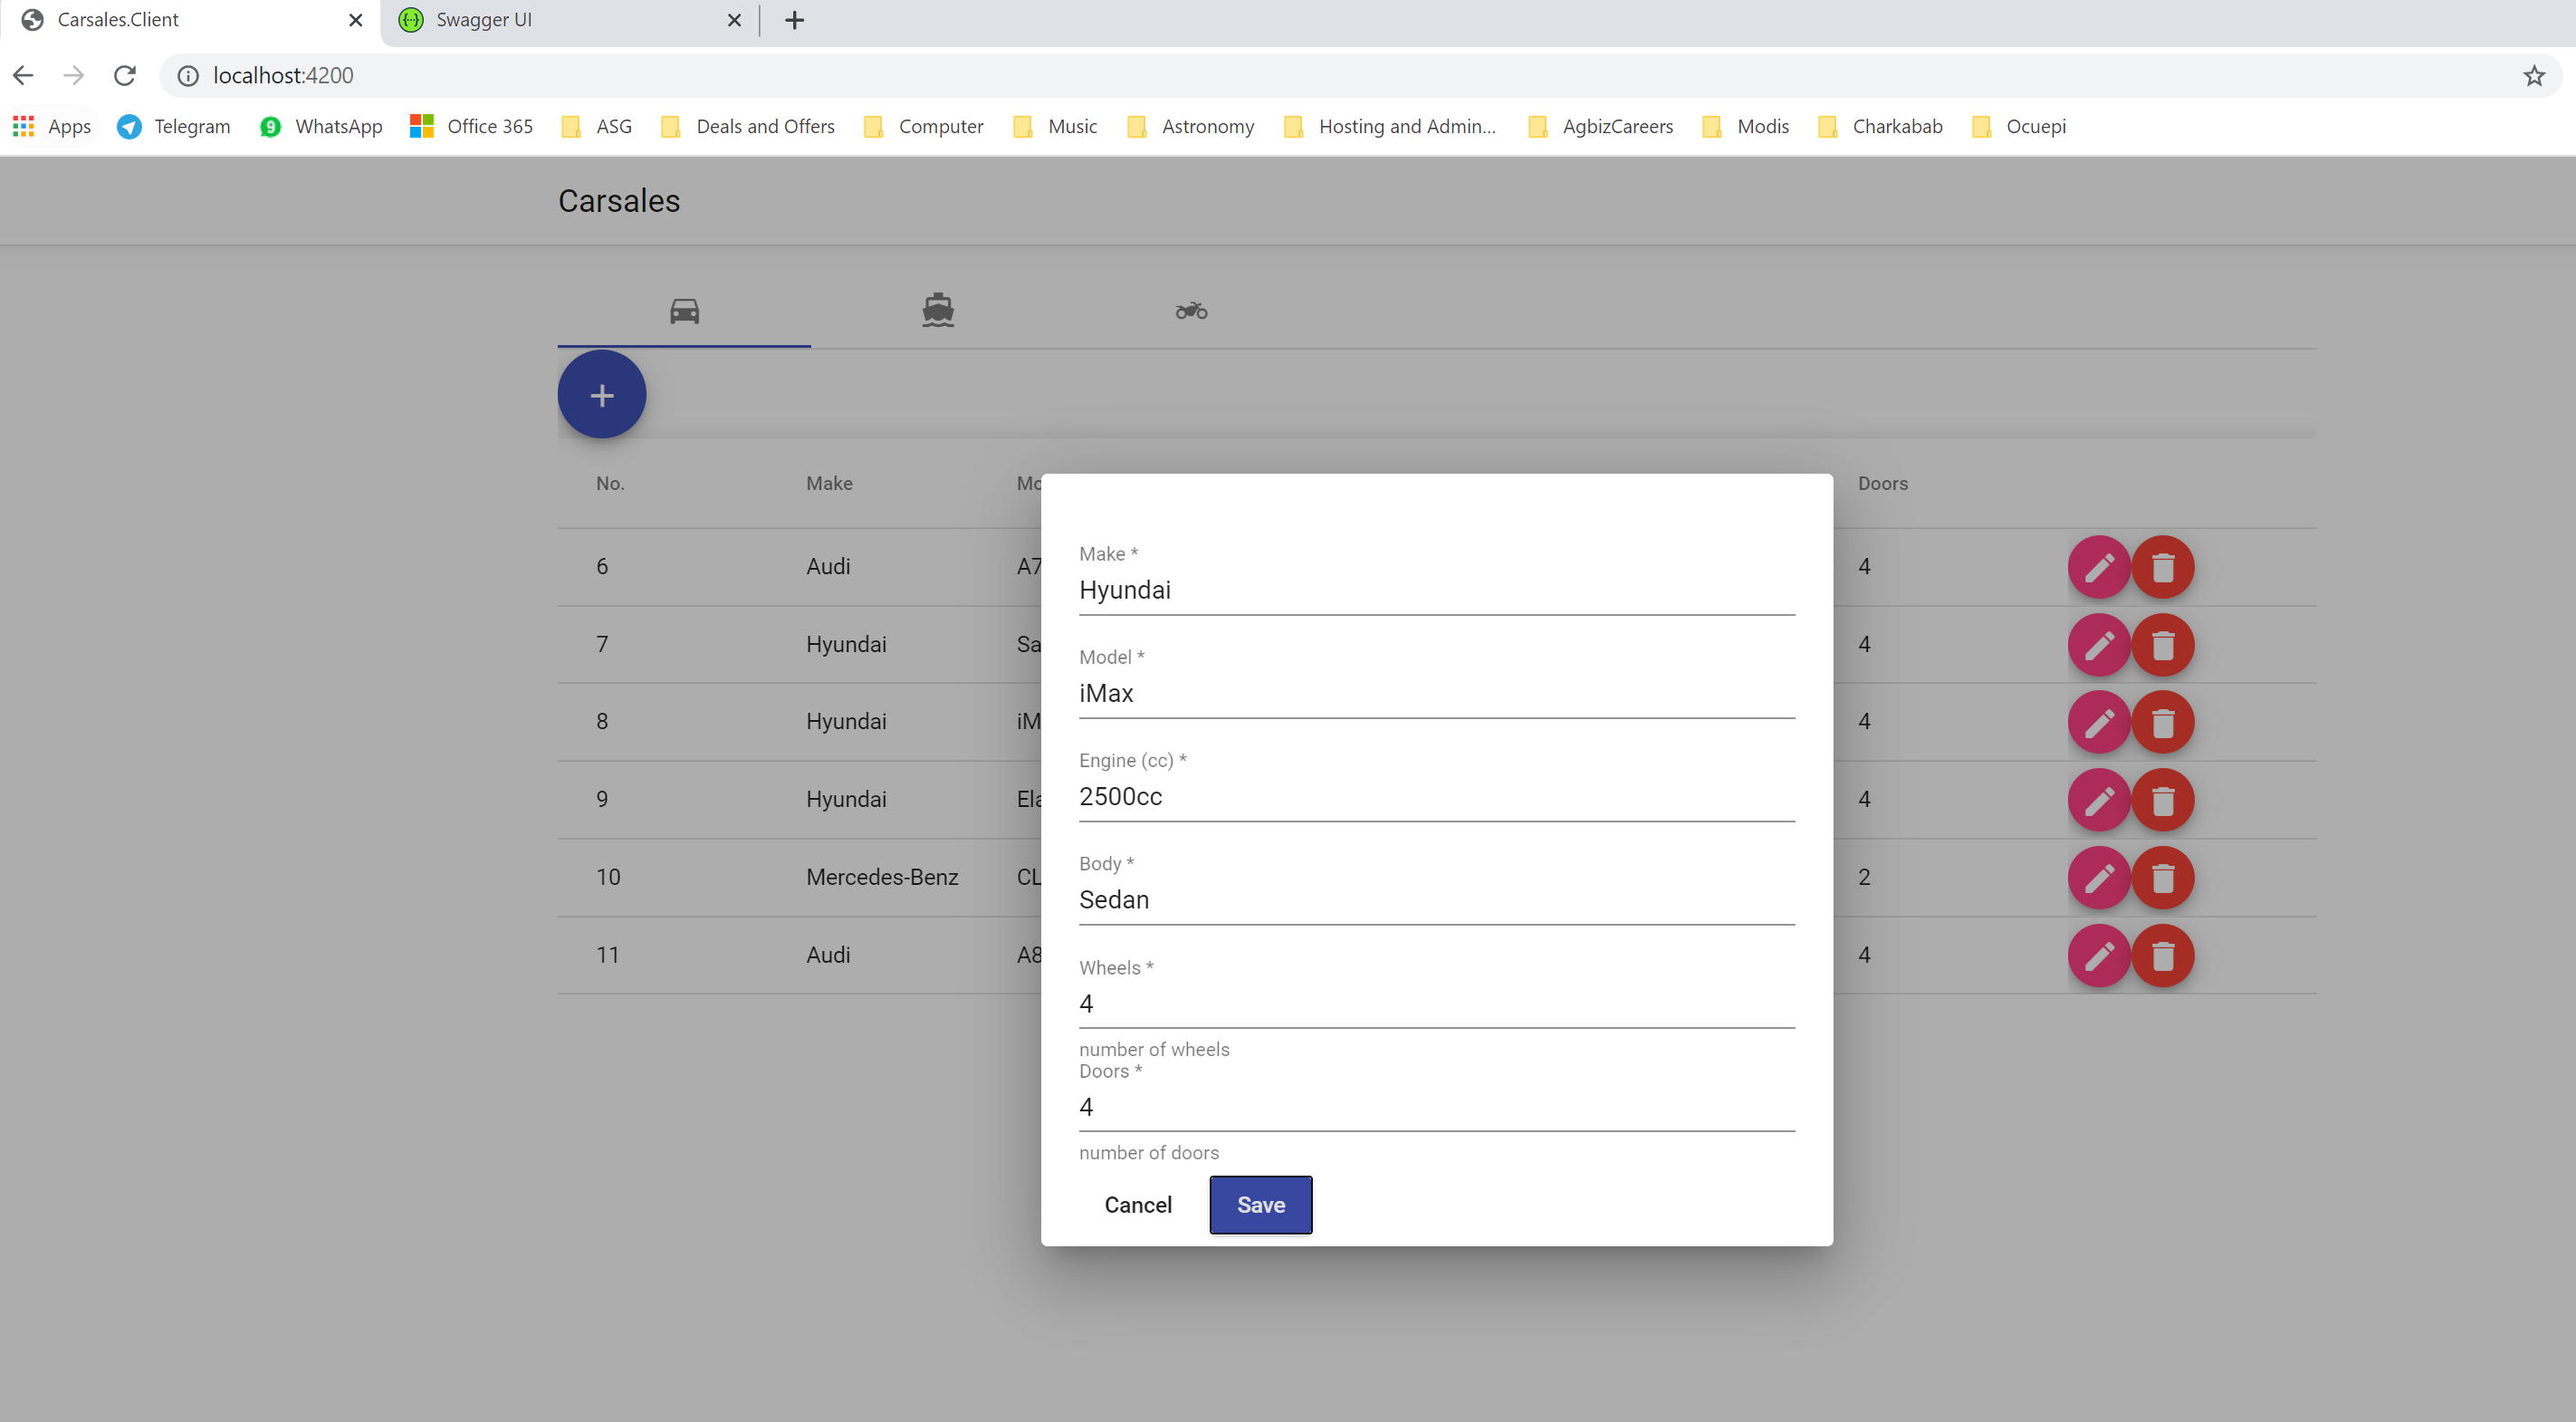 Carsales.Client Swagger UI
localhost:4200
Apps Telegram 9 WhatsApp Office 365 ASG Deals and Offers Computer Music Astronomy Hosting and Admin... AgbizCareers Modis Charkabab Ocuepi
Carsales
+
No. Make Mo Doors
6 Audi A7 4
7 Hyundai Sa 4
8 Hyundai iM 4
9 Hyundai Ela 4
10 Mercedes-Benz CL 2
11 Audi A8 4
Make *
Hyundai
Model *
iMax
Engine (cc) *
2500cc
Body *
Sedan
Wheels *
4
number of wheels
Doors *
4
number of doors
Cancel Save